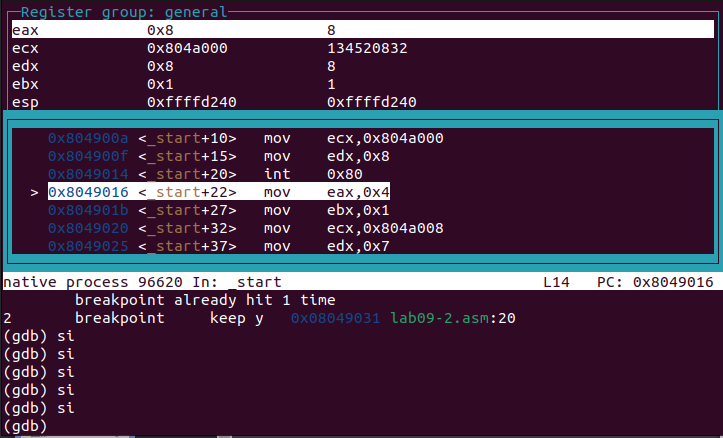 Register group: general
eax 0x8 8
ecx 0x804a000 134520832
edx 0x8 8
ebx 0x1 1
esp 0xffffd240 0xffffd240
0x804900a <_start+10> mov ecx,0x804a000
0x804900f <_start+15> mov edx,0x8
0x8049014 <_start+20> int 0x80
> 0x8049016 <_start+22> mov eax,0x4
0x804901b <_start+27> mov ebx,0x1
0x8049020 <_start+32> mov ecx,0x804a008
0x8049025 <_start+37> mov edx,0x7
native process 96620 In: _start L14 PC: 0x8049016
breakpoint already hit 1 time
2 breakpoint keep y 0x08049031 lab09-2.asm:20
(gdb) si
(gdb) si
(gdb) si
(gdb) si
(gdb) si
(gdb)